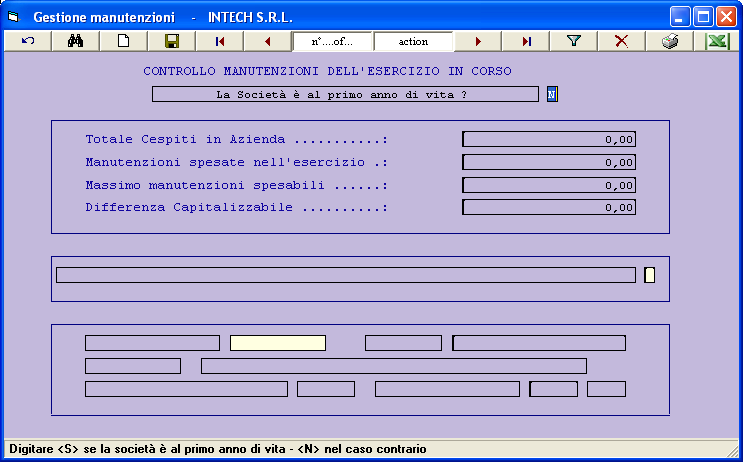 Gestione manutenzioni - INTECH S.R.L.
n°....of... action
CONTROLLO MANUTENZIONI DELL'ESERCIZIO IN CORSO
La Società è al primo anno di vita ? N
Totale Cespiti in Azienda ...........: 0,00
Manutenzioni spesate nell'esercizio .: 0,00
Massimo manutenzioni spesabili ......: 0,00
Differenza Capitalizzabile ..........: 0,00
Digitare <S> se la società è al primo anno di vita - <N> nel caso contrario